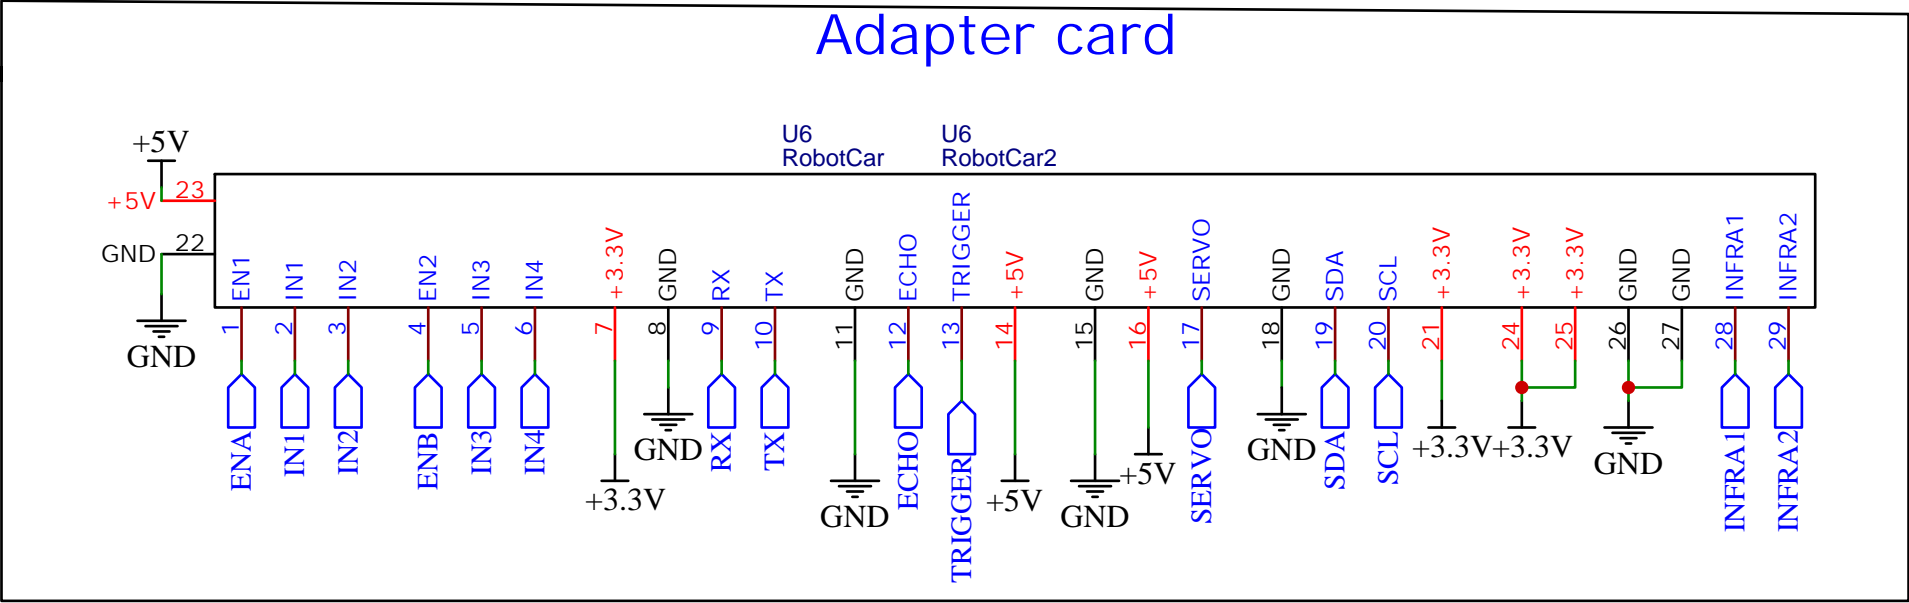 Adapter card
U6
RobotCar
U6
RobotCar2
+5V
+5V 23
GND 22
GND
EN1 IN1 IN2 EN2 IN3 IN4 +3.3V GND RX TX GND ECHO TRIGGER +5V GND +5V SERVO GND SDA SCL +3.3V +3.3V +3.3V GND GND INFRA1 INFRA2
1 2 3 4 5 6 7 8 9 10 11 12 13 14 15 16 17 18 19 20 21 24 25 26 27 28 29
ENA IN1 IN2 ENB IN3 IN4 +3.3V GND RX TX GND ECHO TRIGGER +5V GND +5V SERVO GND SDA SCL +3.3V +3.3V GND INFRA1 INFRA2